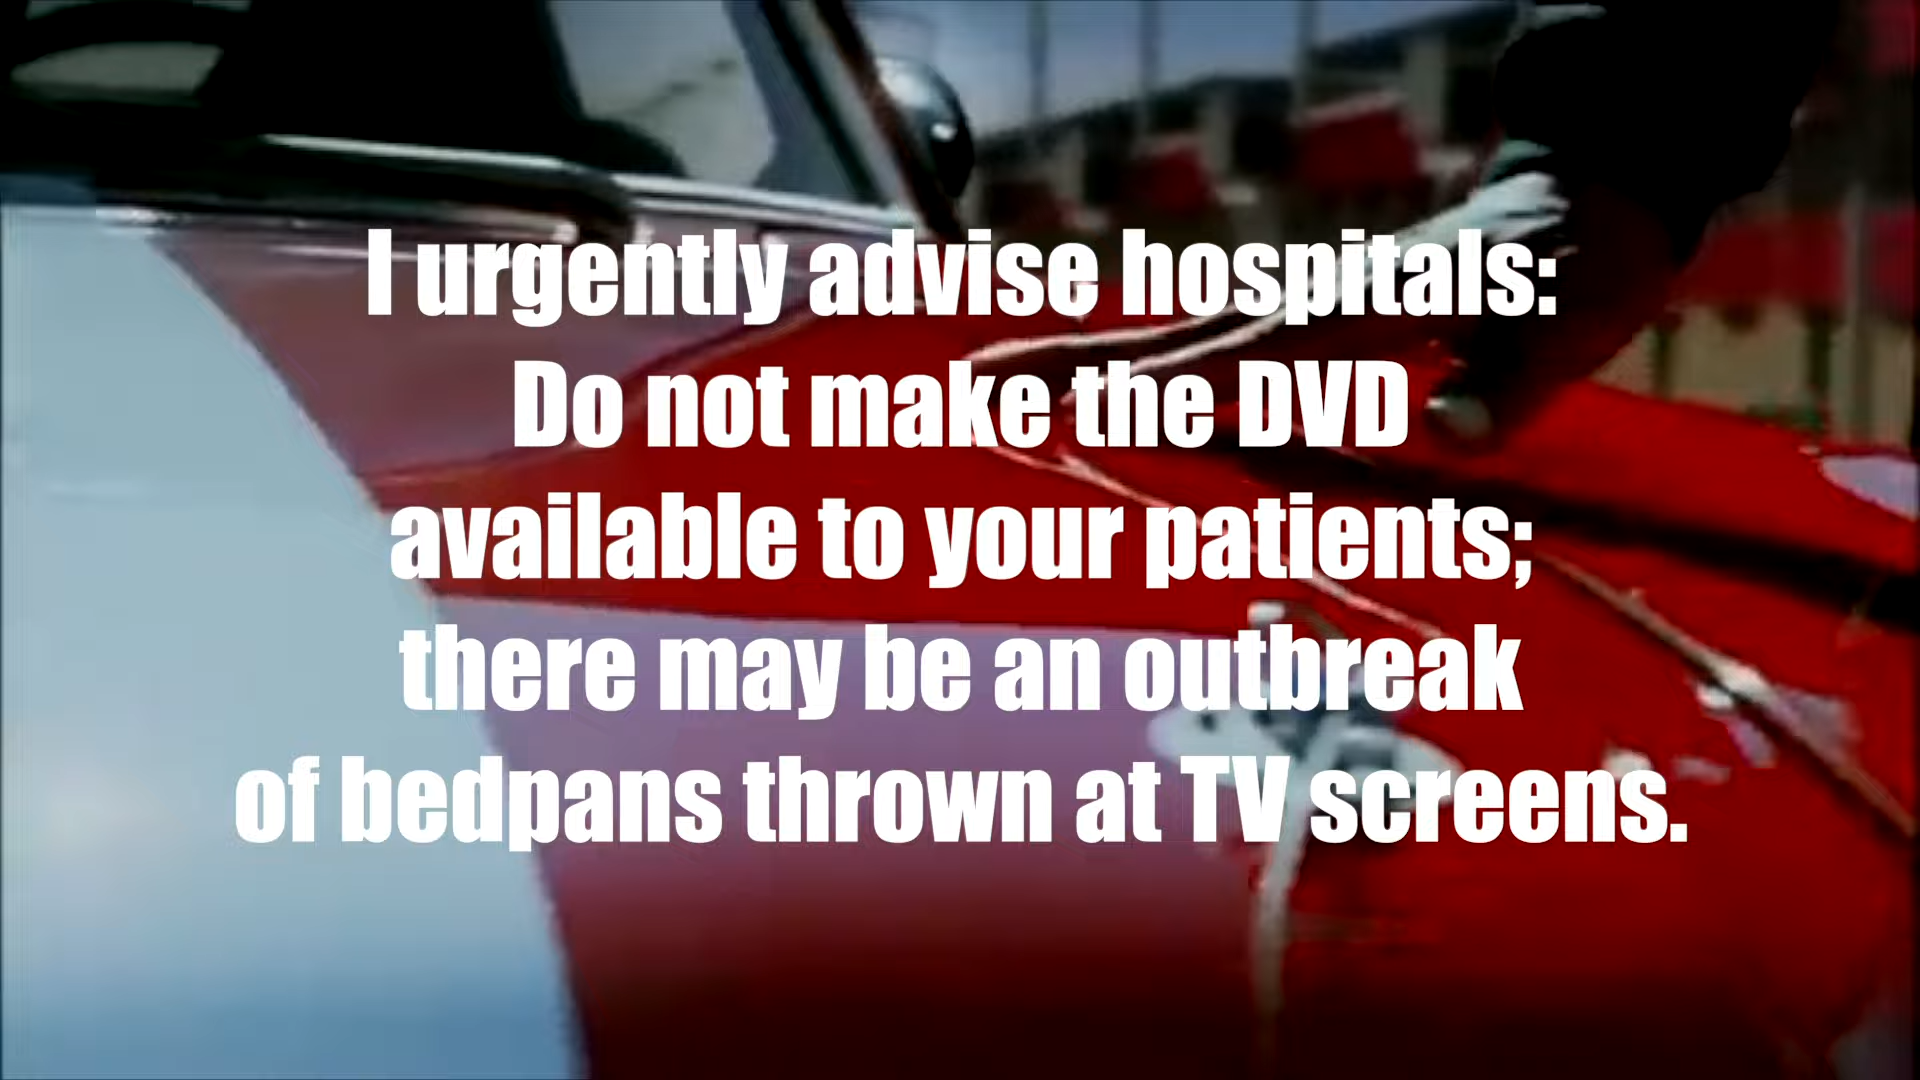 I urgently advise hospitals:
Do not make the DVD
available to your patients;
there may be an outbreak
of bedpans thrown at TV screens.